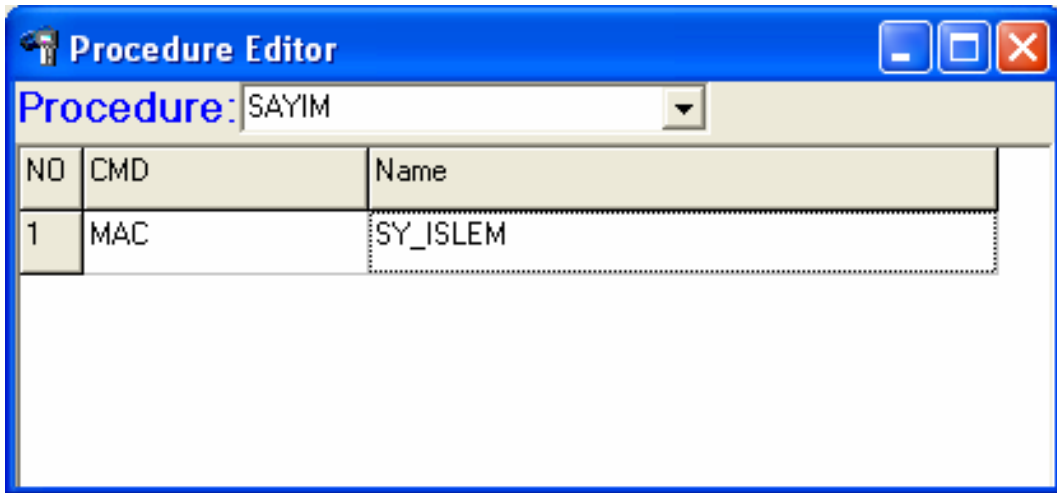 Procedure Editor
Procedure: SAYIM
NO CMD Name
1 MAC SY_ISLEM